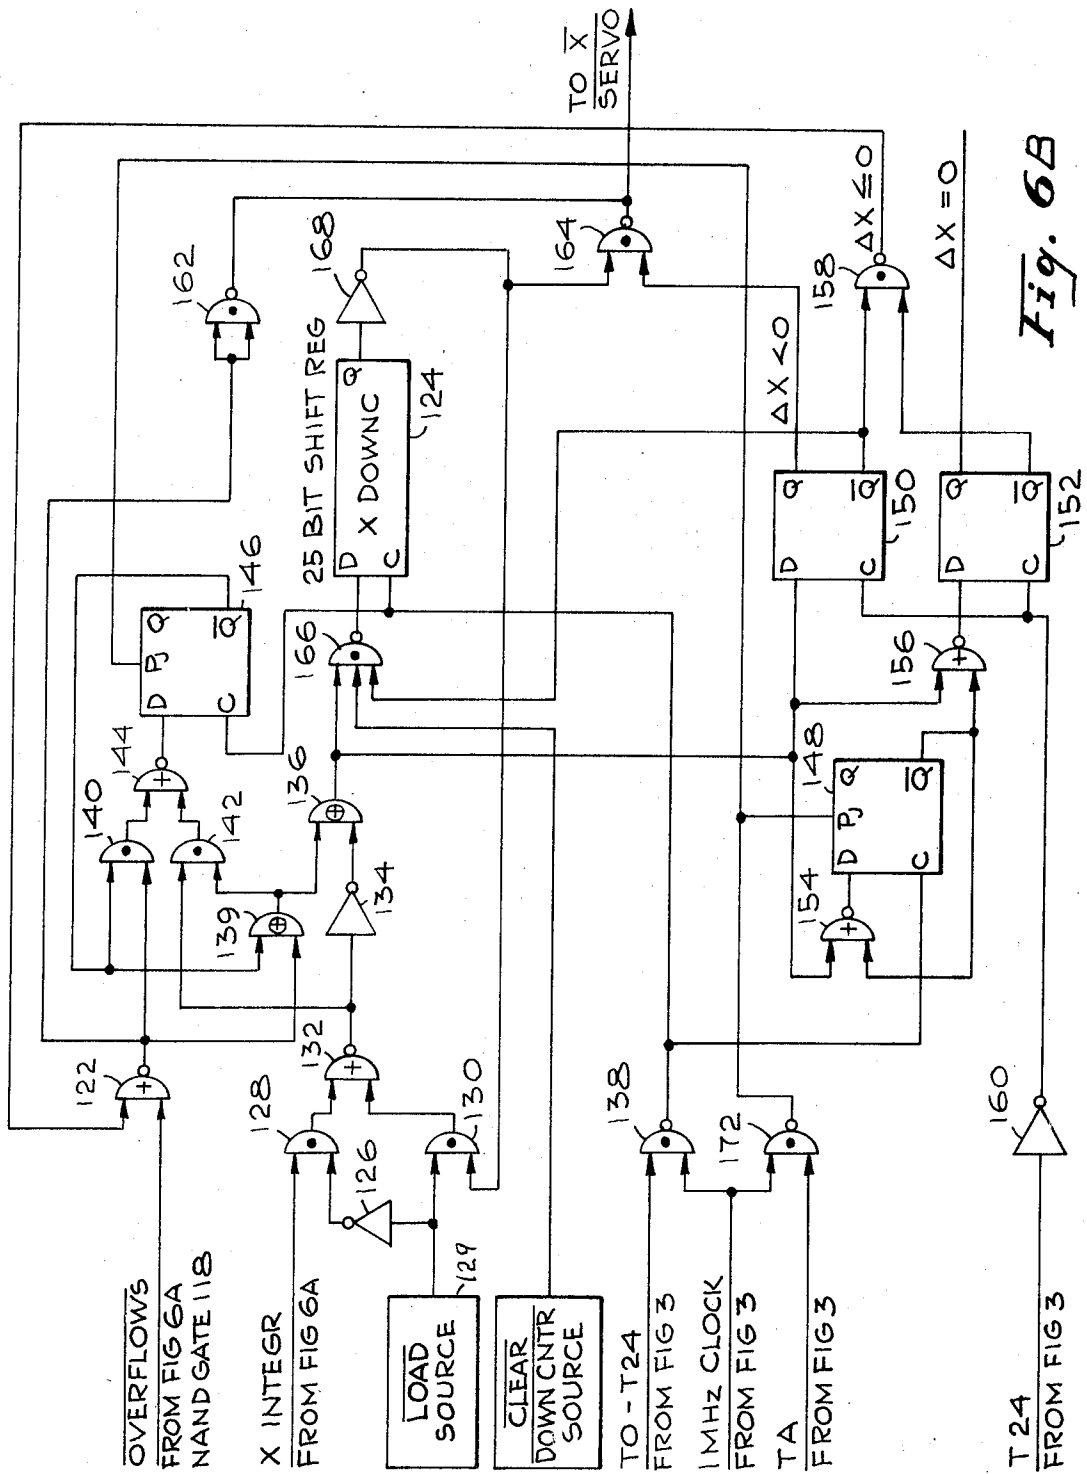 OVERFLOWS
FROM FIG 6A
NAND GATE 118
X INTEGR
FROM FIG 6A
LOAD
SOURCE
129
CLEAR
DOWN CNTR
SOURCE
TO - T24
FROM FIG 3
1 MHz CLOCK
FROM FIG 3
TA
FROM FIG 3
T24
FROM FIG 3
122
128
126
130
132
138
172
160
139
134
140
142
144
136
D Pj Q
C Q
146
166
25 BIT SHIFT REG
D Q
X DOWNC
C
124
168
162
164
TO X
SERVO
154
D Pj Q
C Q
148
156
D Q
C Q
150
D Q
C Q
152
ΔX<0
158
ΔX≤0
ΔX=0
Fig. 6B